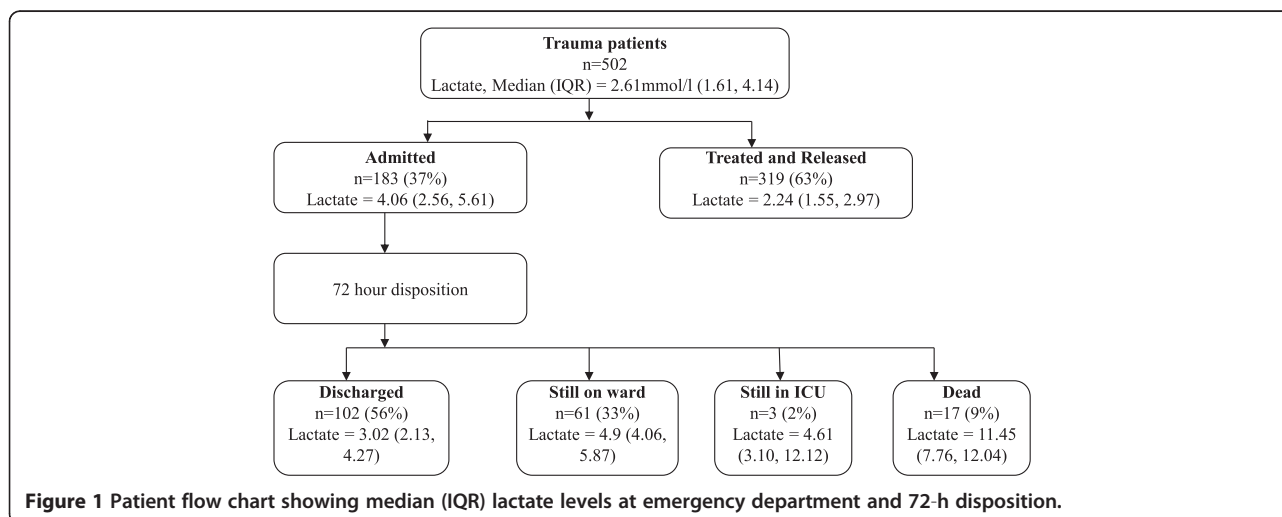 Trauma patients
n=502
Lactate, Median (IQR) = 2.61mmol/l (1.61, 4.14)
Admitted
n=183 (37%)
Lactate = 4.06 (2.56, 5.61)
Treated and Released
n=319 (63%)
Lactate = 2.24 (1.55, 2.97)
72 hour disposition
Discharged
n=102 (56%)
Lactate = 3.02 (2.13,
4.27)
Still on ward
n=61 (33%)
Lactate = 4.9 (4.06,
5.87)
Still in ICU
n=3 (2%)
Lactate = 4.61
(3.10, 12.12)
Dead
n=17 (9%)
Lactate = 11.45
(7.76, 12.04)
Figure 1 Patient flow chart showing median (IQR) lactate levels at emergency department and 72-h disposition.